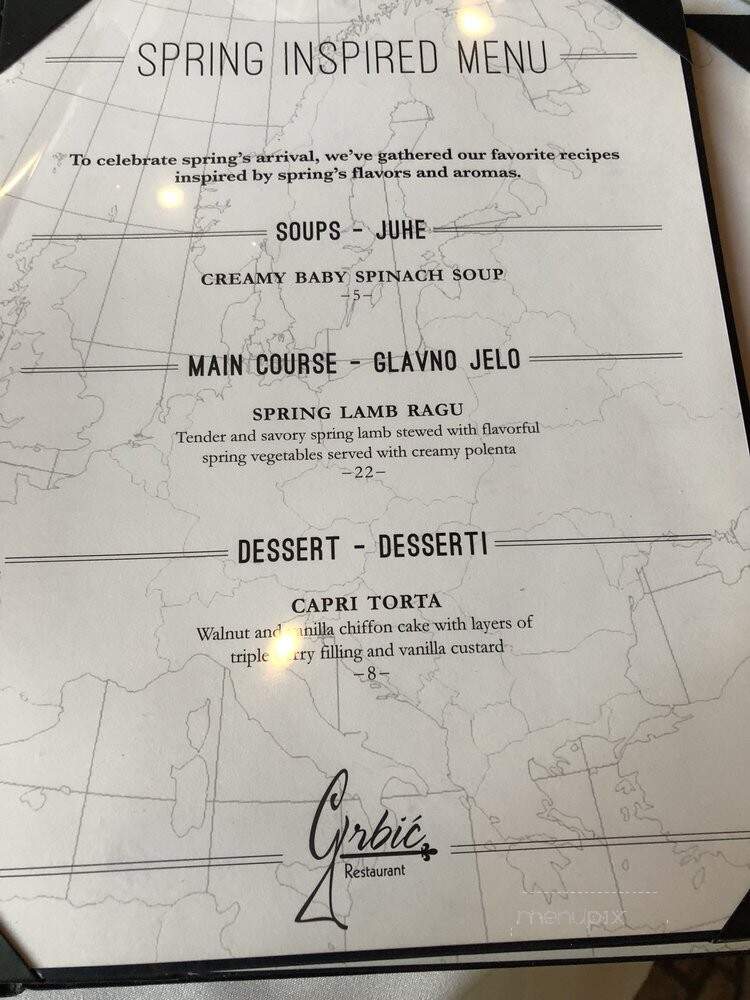 SPRING INSPIRED MENU
To celebrate spring's arrival, we've gathered our favorite recipes
inspired by spring's flavors and aromas.
SOUPS - JUHE
CREAMY BABY SPINACH SOUP
–5–
MAIN COURSE - GLAVNO JELO
SPRING LAMB RAGU
Tender and savory spring lamb stewed with flavorful
spring vegetables served with creamy polenta
–22–
DESSERT - DESSERTI
CAPRI TORTA
Walnut and vanilla chiffon cake with layers of
triple filling and vanilla custard
–8–
Grbić
Restaurant
menupix